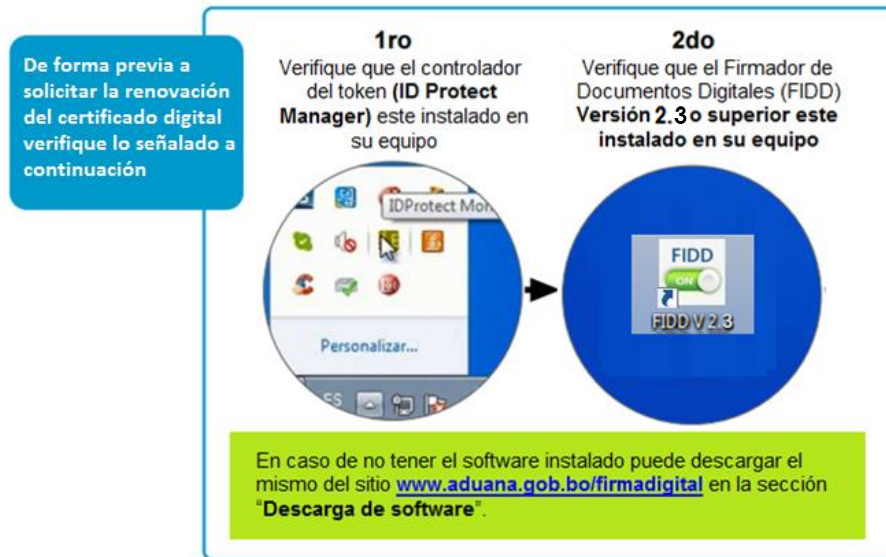 De forma previa a
solicitar la renovación
del certificado digital
verifique lo señalado a
continuación
1ro
Verifique que el controlador
del token (ID Protect
Manager) este instalado en
su equipo
2do
Verifique que el Firmador de
Documentos Digitales (FIDD)
Versión 2.3 o superior este
instalado en su equipo
IDProtect Mon
Personalizar...
ES
FIDD
ON
FIDD V 2.3
En caso de no tener el software instalado puede descargar el
mismo del sitio www.aduana.gob.bo/firmadigital en la sección
“Descarga de software”.